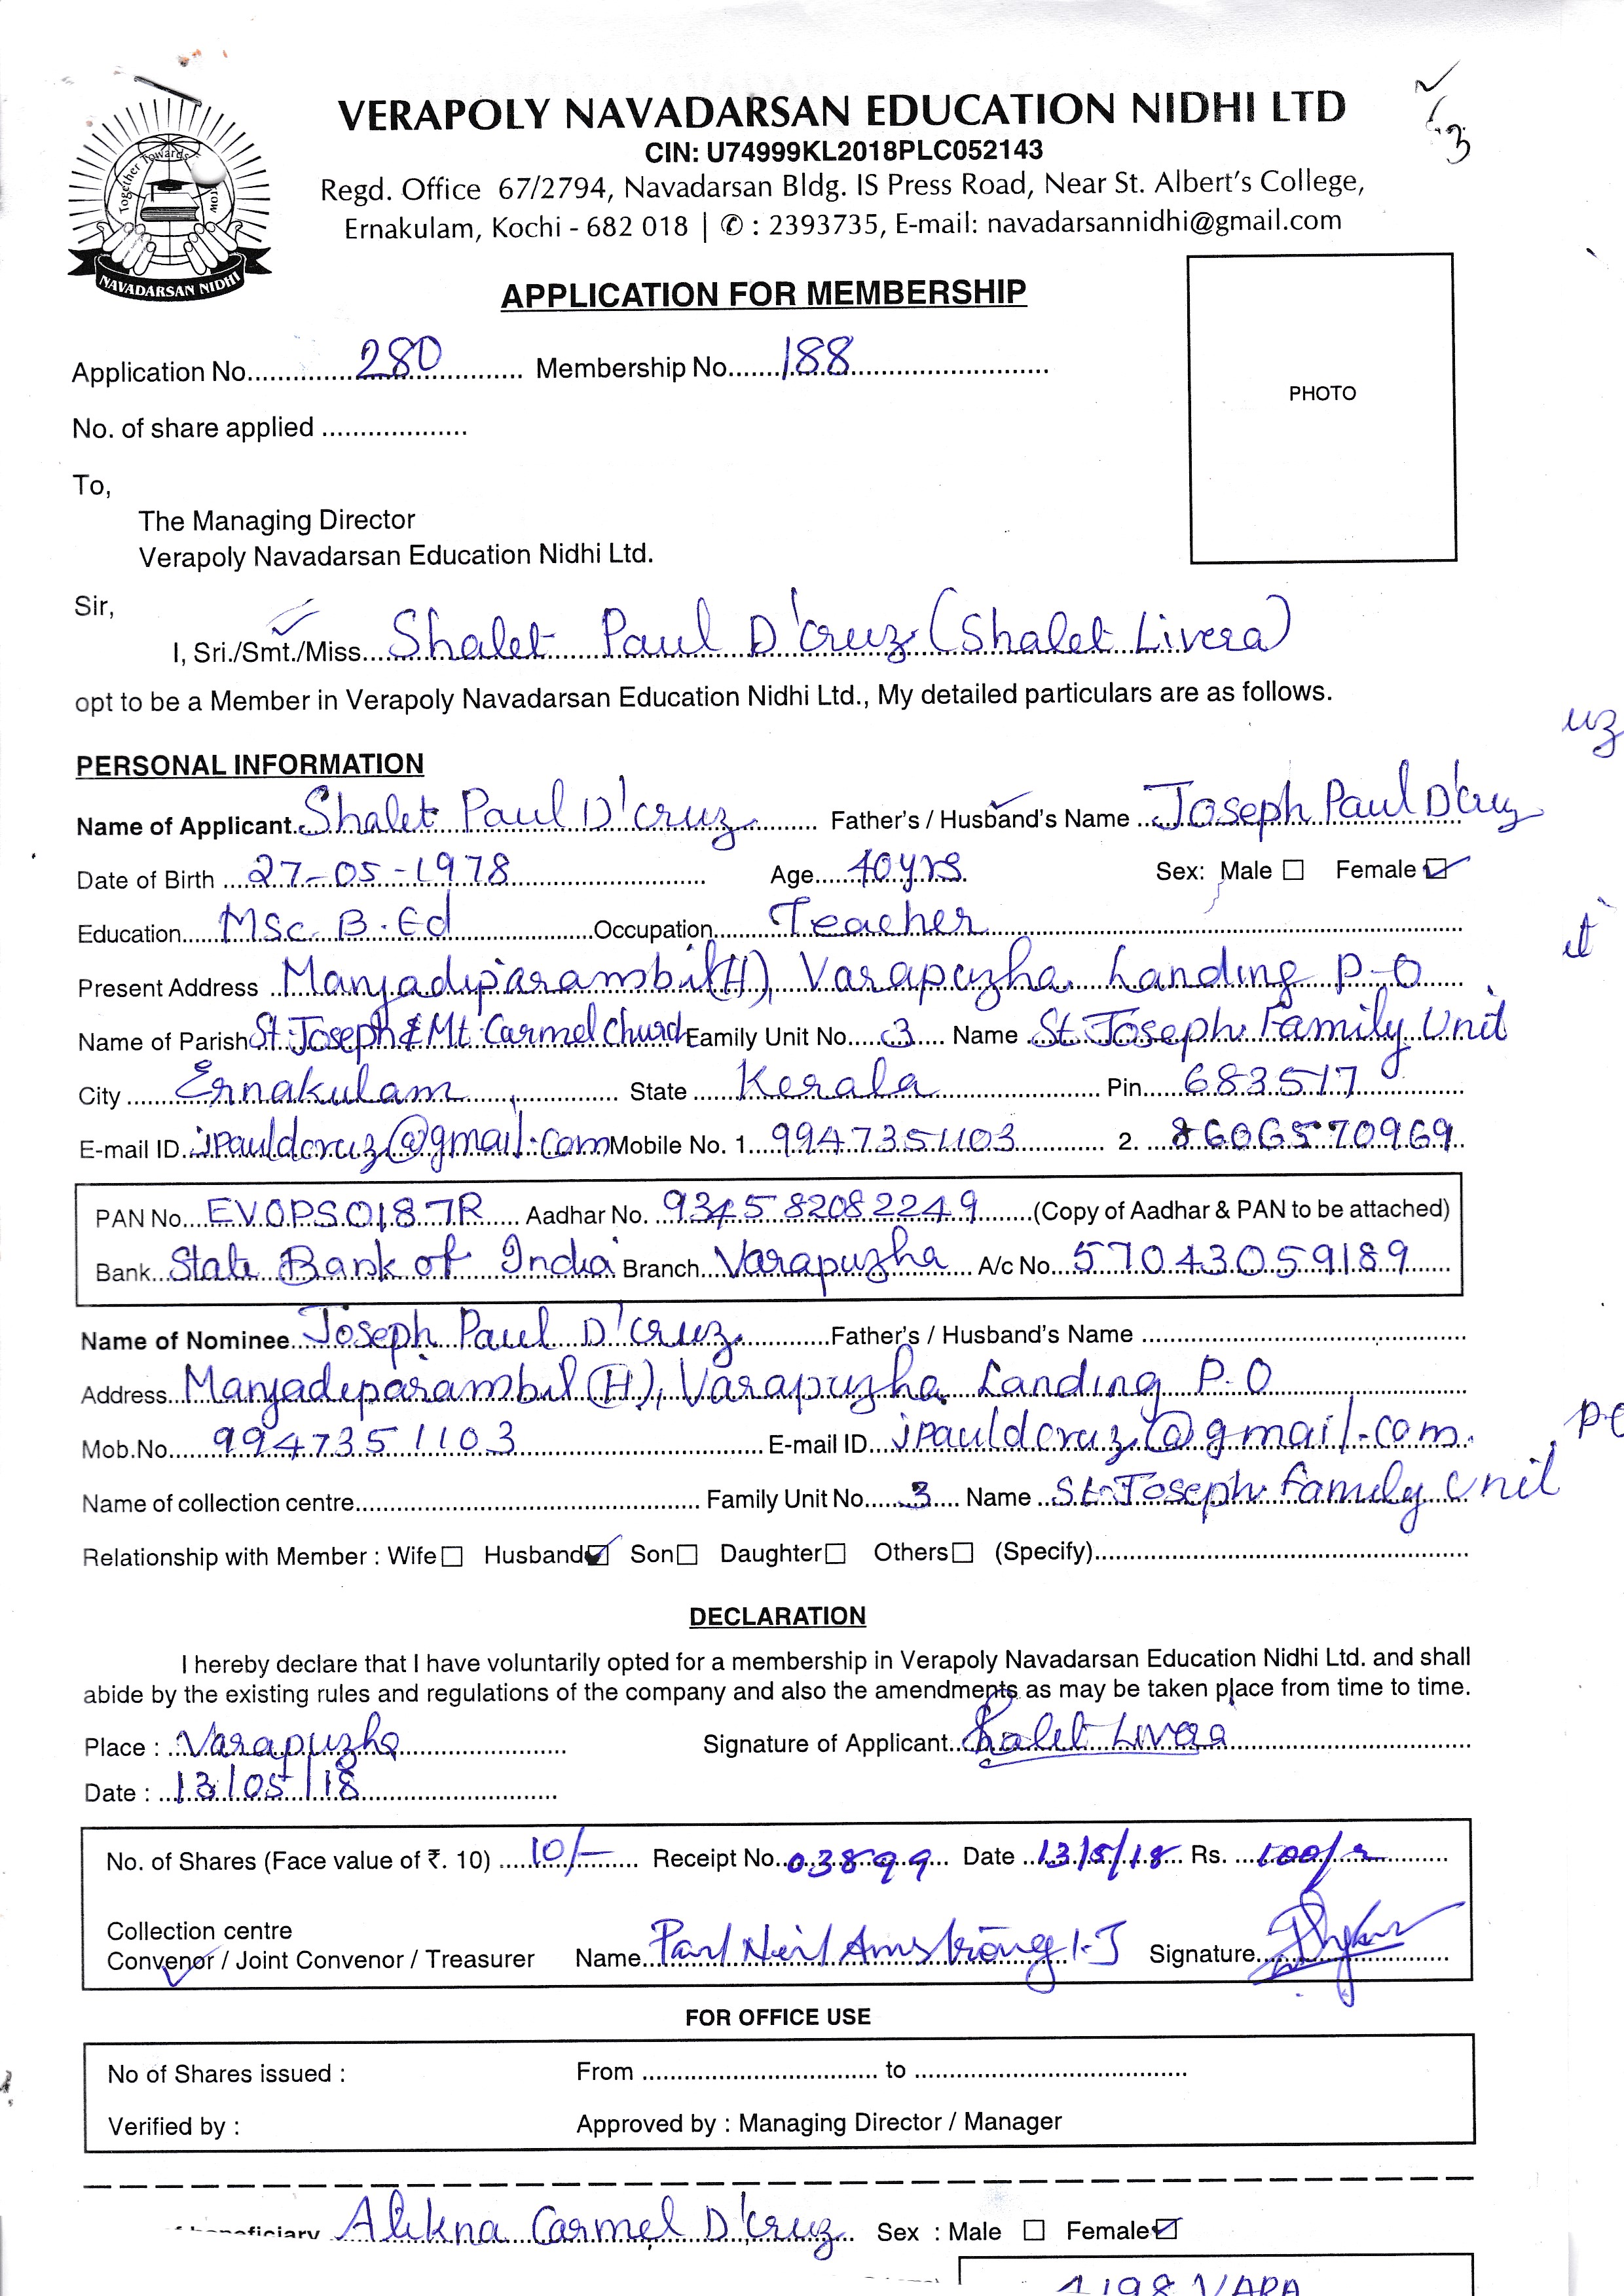 VERAPOLY NAVADARSAN EDUCATION NIDHI LTD
CIN: U74999KL2018PLC052143
Regd. Office 67/2794, Navadarsan Bldg. IS Press Road, Near St. Albert's College,
Ernakulam, Kochi - 682 018 | ✆ : 2393735, E-mail: navadarsannidhi@gmail.com
Together Towards
NAVADARSAN NIDHI
APPLICATION FOR MEMBERSHIP
PHOTO
Application No. 280 Membership No. 188
No. of share applied
To,
The Managing Director
Verapoly Navadarsan Education Nidhi Ltd.
Sir,
I, Sri./Smt./Miss. Shalet Paul D'cruz (Shalet Livera)
opt to be a Member in Verapoly Navadarsan Education Nidhi Ltd., My detailed particulars are as follows.
uz
PERSONAL INFORMATION
Name of Applicant Shalet Paul D'cruz Father's / Husband's Name Joseph Paul D'cruz
Date of Birth 27-05-1978 Age 40yrs Sex: Male Female
Education MSc. B.Ed Occupation Teacher
Present Address Manjadiparambil (H), Varapuzha Landing P.O
Name of Parish St. Joseph & Mt. Carmel Church Family Unit No. 3 Name St. Joseph Family Unit
City Ernakulam State Kerala Pin 683517
E-mail ID jpauldcruz@gmail.com Mobile No. 1 9947351103 2. 8606570969
PAN No. EVOPS0187R Aadhar No. 934582082249 (Copy of Aadhar & PAN to be attached)
Bank State Bank of India Branch Varapuzha A/c No. 57043059189
Name of Nominee Joseph Paul D'cruz Father's / Husband's Name
Address Manjadiparambil (H), Varapuzha Landing P.O
Mob.No. 9947351103 E-mail ID jpauldcruz@gmail.com
Name of collection centre Family Unit No. 3 Name St. Joseph Family Unit
Relationship with Member : Wife Husband Son Daughter Others (Specify)
DECLARATION
I hereby declare that I have voluntarily opted for a membership in Verapoly Navadarsan Education Nidhi Ltd. and shall
abide by the existing rules and regulations of the company and also the amendments as may be taken place from time to time.
Place : Varapuzha Signature of Applicant Shalet Livera
Date : 13/05/18
No. of Shares (Face value of ₹. 10) 10/- Receipt No. 03899 Date 13/5/18 Rs. 100/-
Collection centre
Convenor / Joint Convenor / Treasurer Name Paul Neil Armstrong I.J Signature
FOR OFFICE USE
No of Shares issued : From to
Verified by : Approved by : Managing Director / Manager
beneficiary Alikna Carmel D'cruz Sex : Male Female
1198 VARA